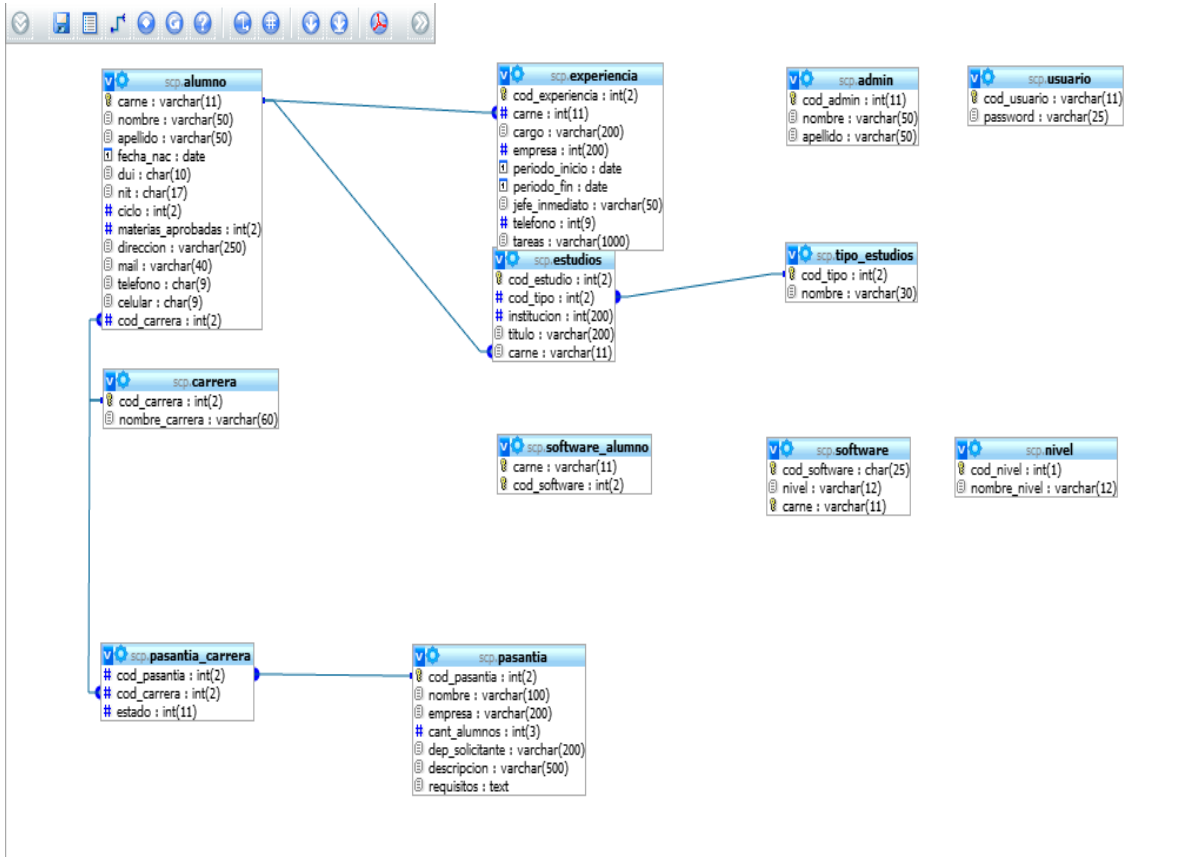 scp.alumno
carne : varchar(11)
nombre : varchar(50)
apelido : varchar(50)
fecha_nac : date
dui : char(10)
nit : char(17)
ciclo : int(2)
materias_aprobadas : int(2)
direccion : varchar(250)
mail : varchar(40)
telefono : char(9)
celular : char(9)
cod_carrera : int(2)
scp.experiencia
cod_experiencia : int(2)
carne : int(11)
cargo : varchar(200)
empresa : int(200)
periodo_inicio : date
periodo_fin : date
jefe_inmediato : varchar(50)
telefono : int(9)
tareas : varchar(1000)
scp.admin
cod_admin : int(11)
nombre : varchar(50)
apellido : varchar(50)
scp.usuario
cod_usuario : varchar(11)
password : varchar(25)
scp.estudios
cod_estudio : int(2)
cod_tipo : int(2)
institucion : int(200)
titulo : varchar(200)
carne : varchar(11)
scp.tipo_estudios
cod_tipo : int(2)
nombre : varchar(30)
scp.carrera
cod_carrera : int(2)
nombre_carrera : varchar(60)
scp.software_alumno
carne : varchar(11)
cod_software : int(2)
scp.software
cod_software : char(25)
nivel : varchar(12)
carne : varchar(11)
scp.nivel
cod_nivel : int(1)
nombre_nivel : varchar(12)
scp.pasantia_carrera
cod_pasantia : int(2)
cod_carrera : int(2)
estado : int(11)
scp.pasantia
cod_pasantia : int(2)
nombre : varchar(100)
empresa : varchar(200)
cant_alumnos : int(3)
dep_solicitante : varchar(200)
descripcion : varchar(500)
requisitos : text